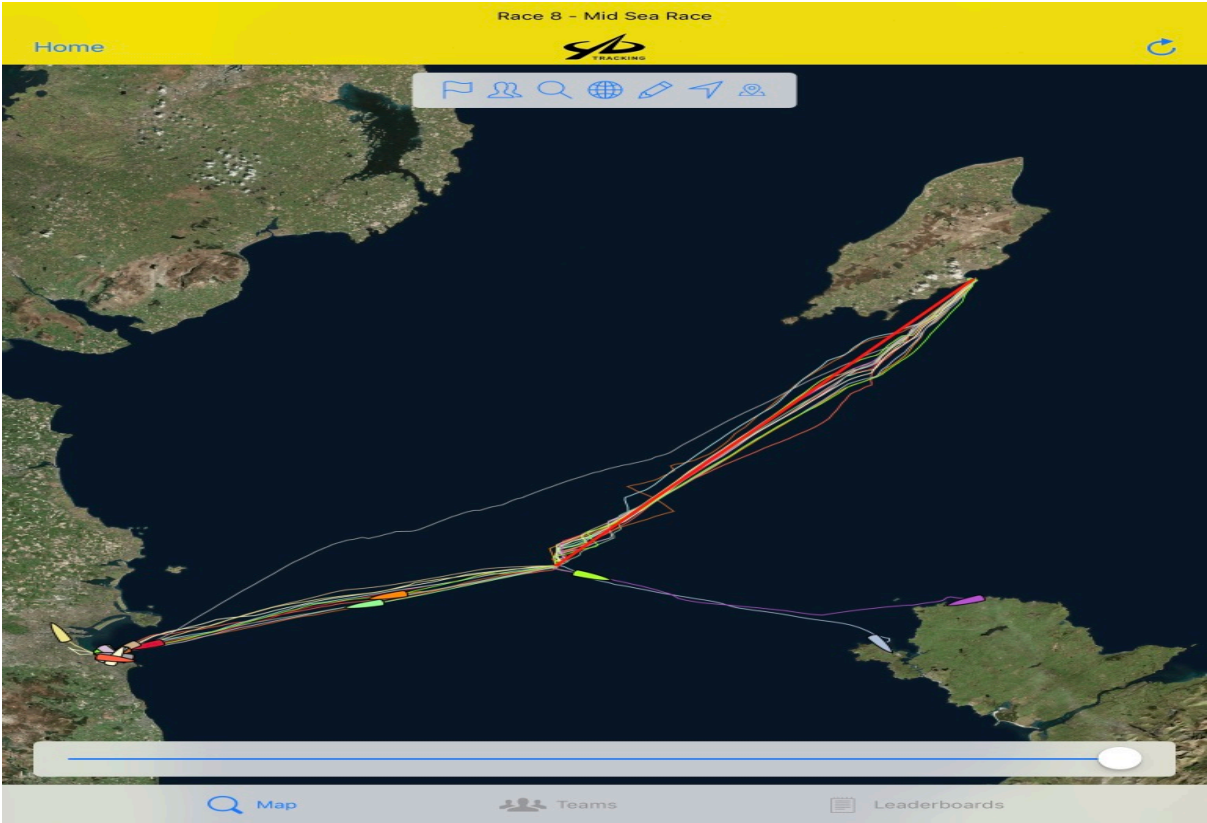 Race 8 - Mid Sea Race
Home
TRACKING
Map
Teams
Leaderboards